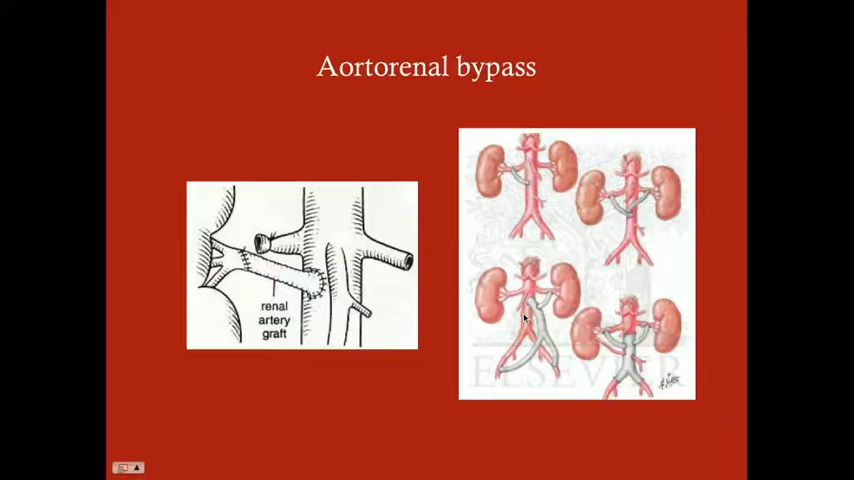 Aortorenal bypass
renal
artery
graft
ELSEVIER